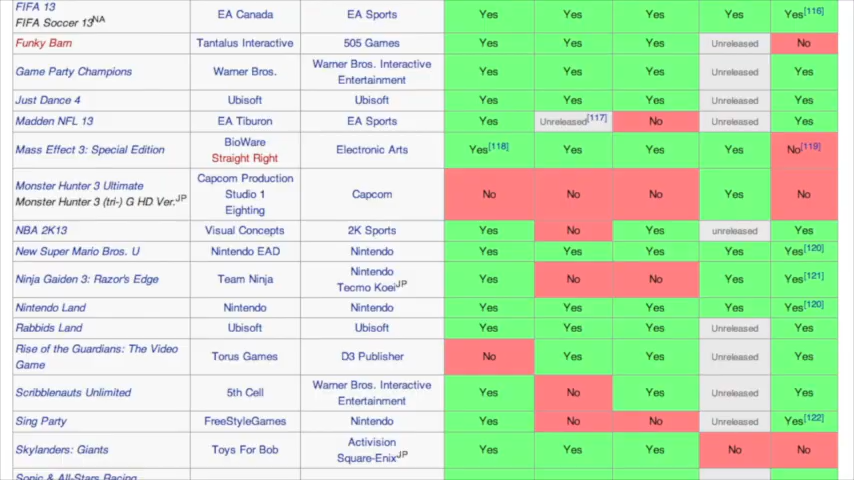 FIFA 13
FIFA Soccer 13NA EA Canada EA Sports Yes Yes Yes Yes Yes[116]
Funky Barn Tantalus Interactive 505 Games Yes Yes Yes Unreleased No
Game Party Champions Warner Bros. Warner Bros. Interactive
Entertainment Yes Yes Yes Unreleased Yes
Just Dance 4 Ubisoft Ubisoft Yes Yes Yes Unreleased Yes
Madden NFL 13 EA Tiburon EA Sports Yes Unreleased[117] No Unreleased Yes
Mass Effect 3: Special Edition BioWare
Straight Right Electronic Arts Yes[118] Yes Yes Yes No[119]
Monster Hunter 3 Ultimate
Monster Hunter 3 (tri-) G HD Ver.JP Capcom Production
Studio 1
Eighting Capcom No No No Yes No
NBA 2K13 Visual Concepts 2K Sports Yes No Yes unreleased Yes
New Super Mario Bros. U Nintendo EAD Nintendo Yes Yes Yes Yes Yes[120]
Ninja Gaiden 3: Razor's Edge Team Ninja Nintendo
Tecmo KoeiJP Yes No No Yes Yes[121]
Nintendo Land Nintendo Nintendo Yes Yes Yes Yes Yes[120]
Rabbids Land Ubisoft Ubisoft Yes Yes Yes Unreleased Yes
Rise of the Guardians: The Video
Game Torus Games D3 Publisher No Yes Yes Unreleased Yes
Scribblenauts Unlimited 5th Cell Warner Bros. Interactive
Entertainment Yes No Yes Unreleased Yes
Sing Party FreeStyleGames Nintendo Yes No No Unreleased Yes[122]
Skylanders: Giants Toys For Bob Activision
Square-EnixJP Yes Yes Yes No No
Sonic & All-Stars Racing